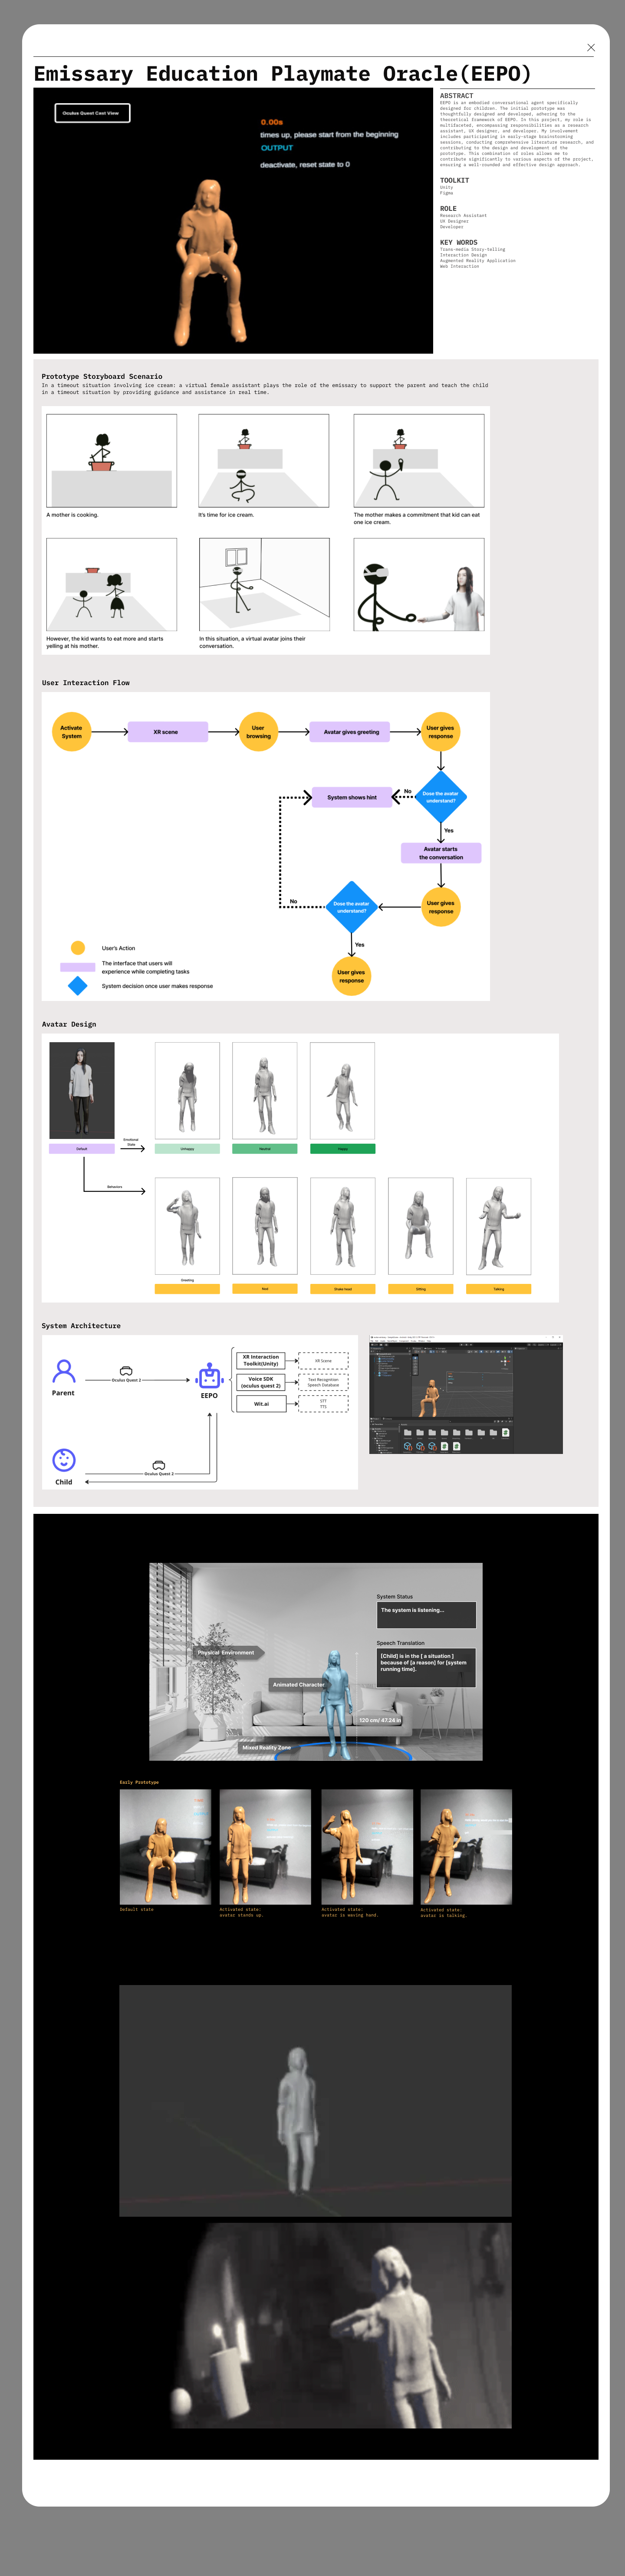 Emissary Education Playmate Oracle(EEPO)
Oculus Quest Cast View
0.00s
times up, please start from the beginning
OUTPUT
deactivate, reset state to 0
ABSTRACT
EEPO is an embodied conversational agent specifically
designed for children. The initial prototype was
thoughtfully designed and developed, adhering to the
theoretical framework of EEPO. In this project, my role is
multifaceted, encompassing responsibilities as a research
assistant, UX designer, and developer. My involvement
includes participating in early-stage brainstorming
sessions, conducting comprehensive literature research, and
contributing to the design and development of the
prototype. This combination of roles allows me to
contribute significantly to various aspects of the project,
ensuring a well-rounded and effective design approach.
TOOLKIT
Unity
Figma
ROLE
Research Assistant
UX Designer
Developer
KEY WORDS
Trans-media Story-telling
Interaction Design
Augmented Reality Application
Web Interaction
Prototype Storyboard Scenario
In a timeout situation involving ice cream: a virtual female assistant plays the role of the emissary to support the parent and teach the child
in a timeout situation by providing guidance and assistance in real time.
A mother is cooking.
It's time for ice cream.
The mother makes a commitment that kid can eat
one ice cream.
However, the kid wants to eat more and starts
yelling at his mother.
In this situation, a virtual avatar joins their
conversation.
User Interaction Flow
Activate
System
XR scene
User
browsing
Avatar gives greeting
User gives
response
System shows hint
No
Dose the avatar
understand?
Yes
Avatar starts
the conversation
No
Dose the avatar
understand?
User gives
response
Yes
User gives
response
User's Action
The interface that users will
experience while completing tasks
System decision once user makes response
Avatar Design
Default
Emotional
State
Unhappy
Neutral
Happy
Behaviors
Greeting
Nod
Shake head
Sitting
Talking
System Architecture
Parent
Oculus Quest 2
EEPO
XR Interaction
Toolkit(Unity)
XR Scene
Voice SDK
(oculus quest 2)
Text Recognition
Speech Database
Wit.ai
STT
TTS
Child
Oculus Quest 2
System Status
The system is listening...
Speech Translation
[Child] is in the [ a situation ]
because of [a reason] for [system
running time].
Physical Environment
Animated Character
120 cm/ 47.24 in
Mixed Reality Zone
Early Prototype
Default state
Activated state:
avatar stands up.
Activated state:
avatar is waving hand.
Activated state:
avatar is talking.